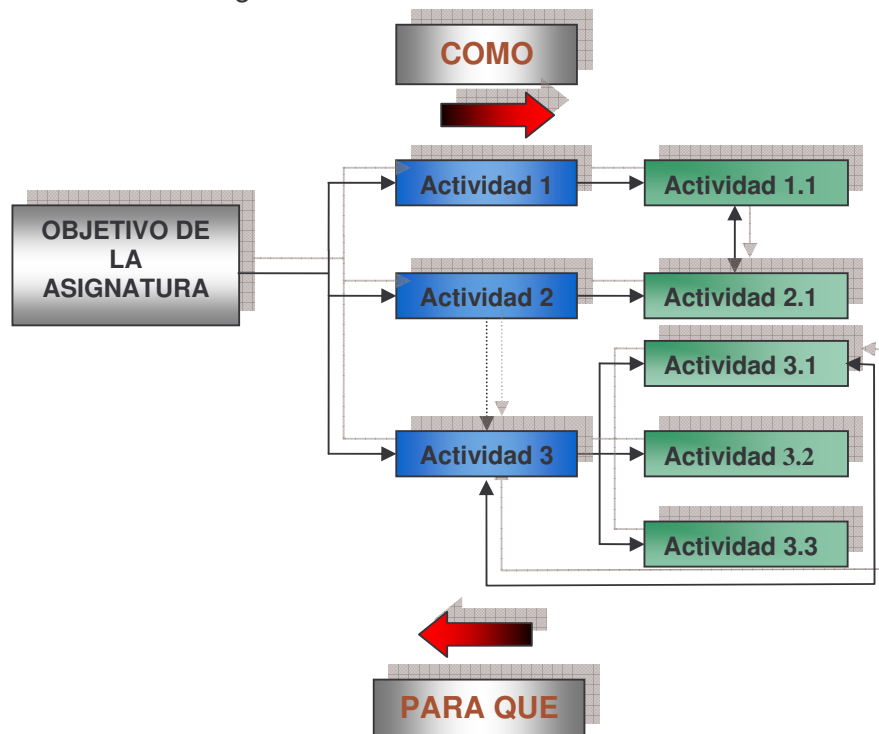 COMO
Actividad 1
Actividad 1.1
OBJETIVO DE
LA
ASIGNATURA
Actividad 2
Actividad 2.1
Actividad 3.1
Actividad 3
Actividad 3.2
Actividad 3.3
PARA QUE